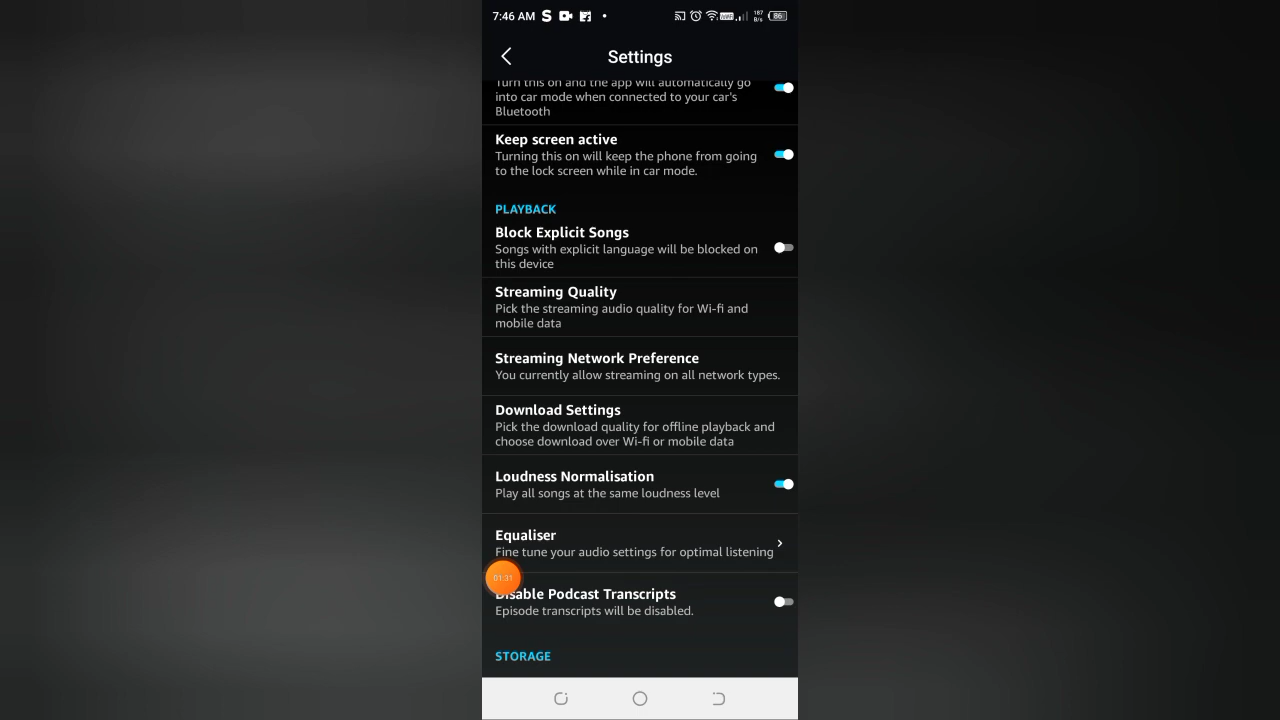 7:46 AM S
187
B/s
86
Settings
Turn this on and the app will automatically go
into car mode when connected to your car's
Bluetooth
Keep screen active
Turning this on will keep the phone from going
to the lock screen while in car mode.
PLAYBACK
Block Explicit Songs
Songs with explicit language will be blocked on
this device
Streaming Quality
Pick the streaming audio quality for Wi-fi and
mobile data
Streaming Network Preference
You currently allow streaming on all network types.
Download Settings
Pick the download quality for offline playback and
choose download over Wi-fi or mobile data
Loudness Normalisation
Play all songs at the same loudness level
Equaliser
Fine tune your audio settings for optimal listening
01:31
Disable Podcast Transcripts
Episode transcripts will be disabled.
STORAGE